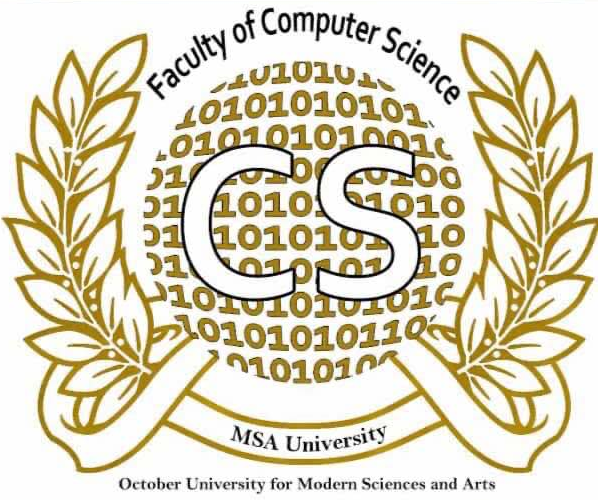 Faculty of Computer Science
CS
MSA University
October University for Modern Sciences and Arts